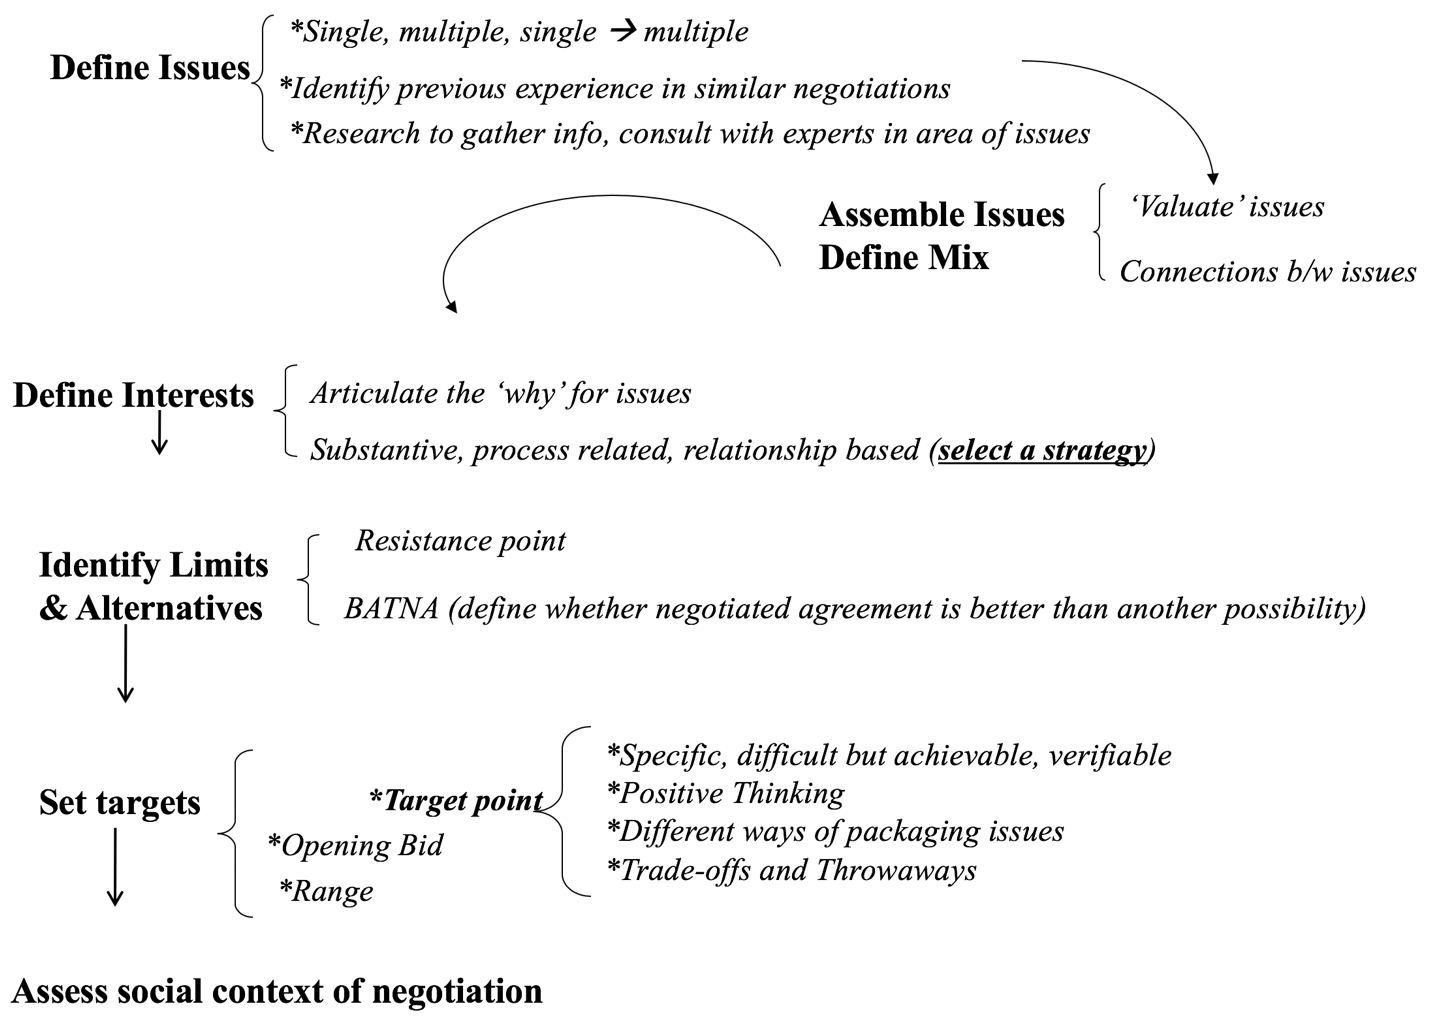 *Single, multiple, single → multiple
Define Issues
*Identify previous experience in similar negotiations
*Research to gather info, consult with experts in area of issues
Assemble Issues
Define Mix
‘Valuate’ issues
Connections b/w issues
Define Interests
Articulate the ‘why’ for issues
Substantive, process related, relationship based (select a strategy)
Identify Limits
& Alternatives
Resistance point
BATNA (define whether negotiated agreement is better than another possibility)
Set targets
*Target point
*Opening Bid
*Range
*Specific, difficult but achievable, verifiable
*Positive Thinking
*Different ways of packaging issues
*Trade-offs and Throwaways
Assess social context of negotiation